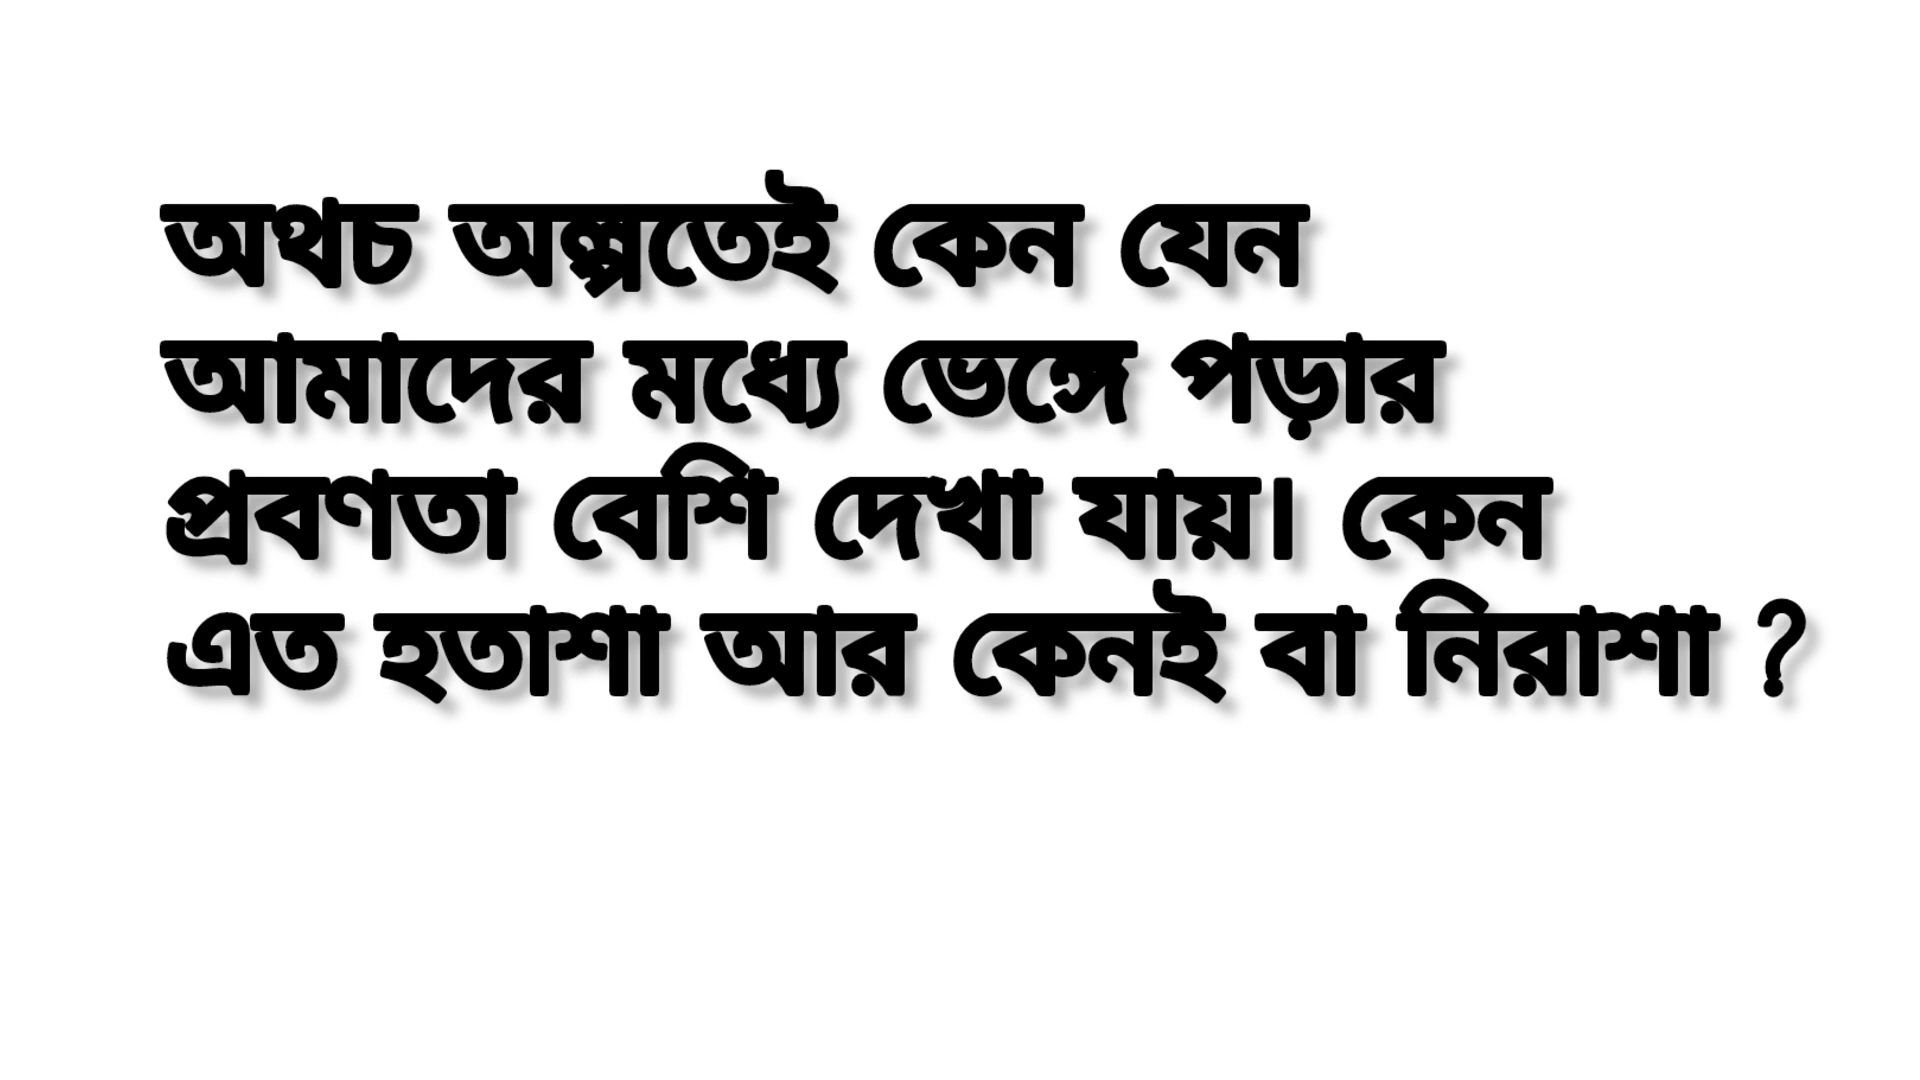 অথচ অল্পতেই কেন যেন
আমাদের মধ্যে ভেঙ্গে পড়ার
প্রবণতা বেশি দেখা যায়। কেন
এত হতাশা আর কেনই বা নিরাশা ?